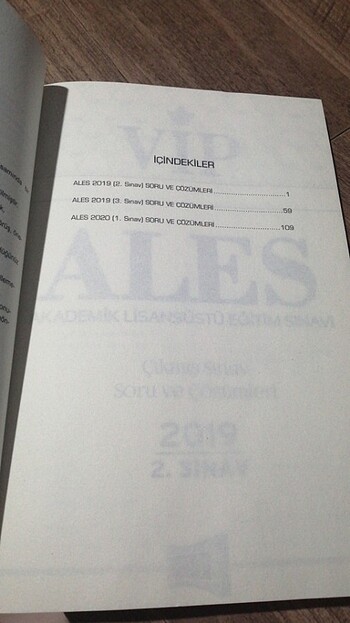 İÇİNDEKİLER
ALES 2019 (2. Sınav) SORU VE ÇÖZÜMLERİ ........................ 1
ALES 2019 (3. Sınav) SORU VE ÇÖZÜMLERİ ........................ 59
ALES 2020 (1. Sınav) SORU VE ÇÖZÜMLERİ ........................ 109
VİP
ALES
AKADEMİK LİSANSÜSTÜ EĞİTİM SINAVI
Çıkmış Sınav
Soru ve Çözümleri
2019
2. SINAV